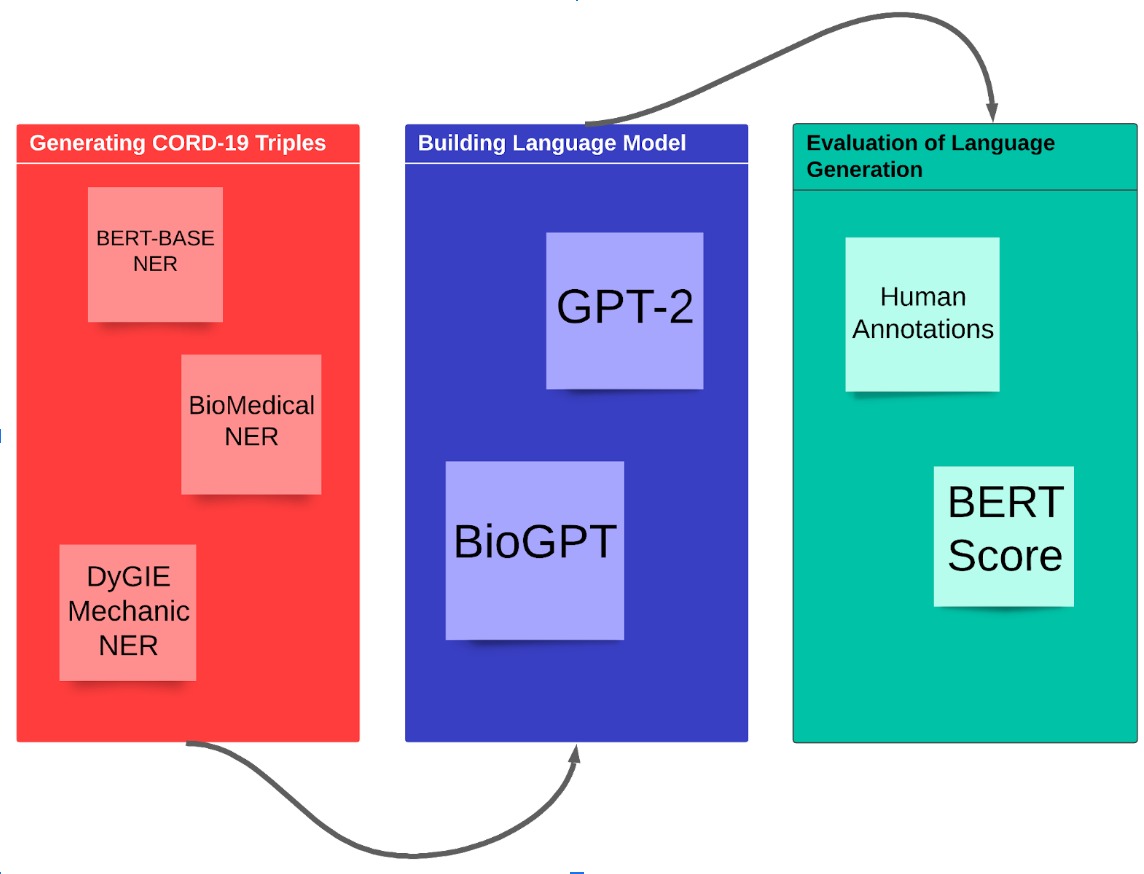 Generating CORD-19 Triples
BERT-BASE
NER
BioMedical
NER
DyGIE
Mechanic
NER
Building Language Model
GPT-2
BioGPT
Evaluation of Language
Generation
Human
Annotations
BERT
Score